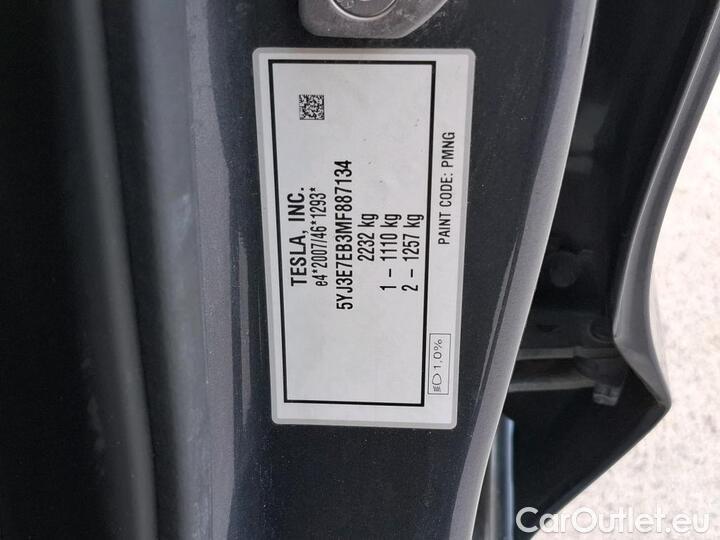 TESLA, INC.
e4*2007/46*1293*
5YJ3E7EB3MF887134
2232 kg
1 – 1110 kg
2 – 1257 kg
PAINT CODE: PMNG
1,0%
CarOutlet.eu